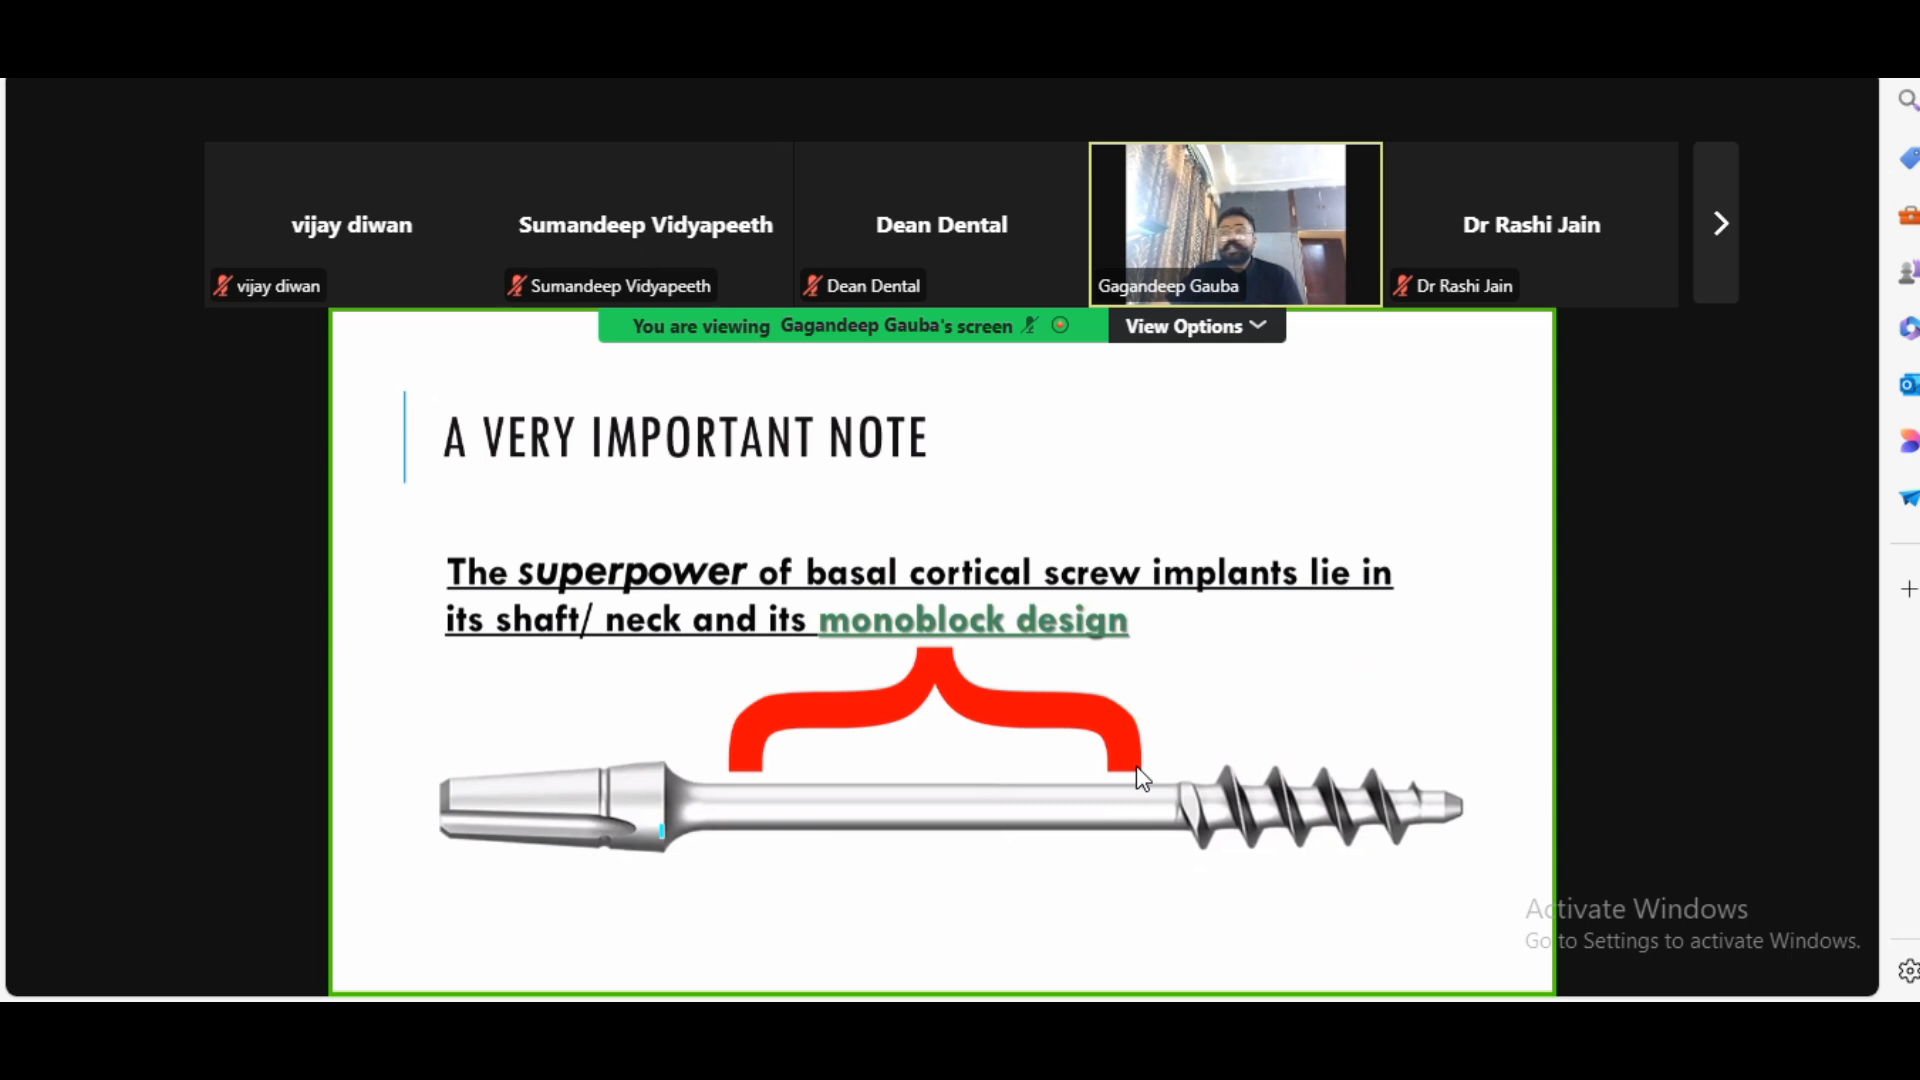 vijay diwan
Sumandeep Vidyapeeth
Dean Dental
Dr Rashi Jain
vijay diwan
Sumandeep Vidyapeeth
Dean Dental
Gagandeep Gauba
Dr Rashi Jain
You are viewing Gagandeep Gauba's screen
View Options
A VERY IMPORTANT NOTE
The superpower of basal cortical screw implants lie in
its shaft/ neck and its monoblock design
Activate Windows
Go to Settings to activate Windows.